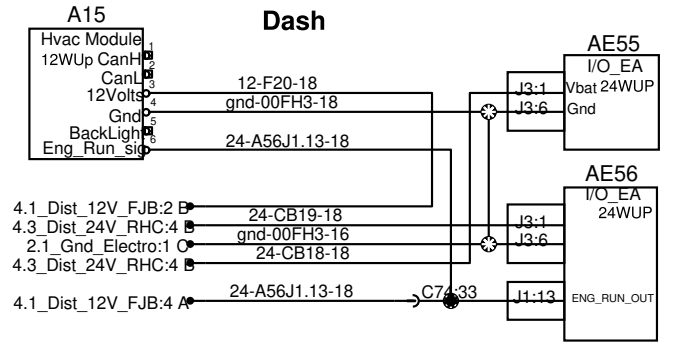 Dash
A15
Hvac Module
12WUp CanH 1
CanL 2
12Volts 3
Gnd 4
BackLight 5
Eng_Run_sig 6
12-F20-18
gnd-00FH3-18
24-A56J1.13-18
AE55
I/O_EA
J3:1 Vbat 24WUP
J3:6 Gnd
AE56
I/O_EA
24WUP
J3:1
J3:6
J1:13 ENG_RUN_OUT
4.1_Dist_12V_FJB:2 B
24-CB19-18
4.3_Dist_24V_RHC:4 B
gnd-00FH3-16
2.1_Gnd_Electro:1 C
24-CB18-18
4.3_Dist_24V_RHC:4 B
24-A56J1.13-18
C74:33
4.1_Dist_12V_FJB:4 A